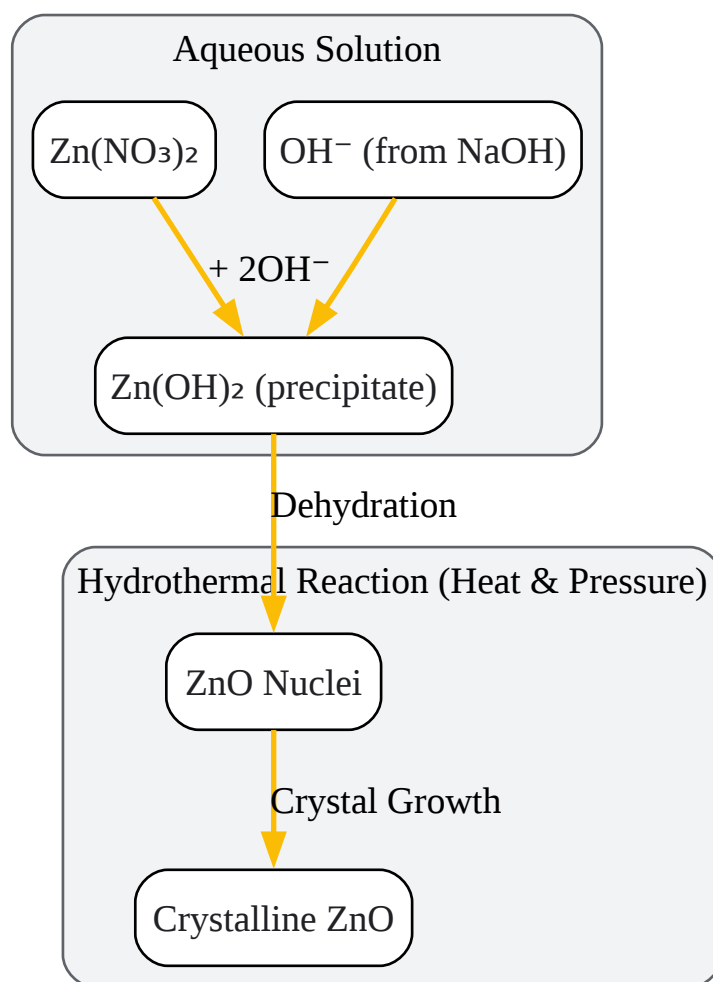 Aqueous Solution
Zn(NO₃)₂
OH⁻ (from NaOH)
+ 2OH⁻
Zn(OH)₂ (precipitate)
Dehydration
Hydrothermal Reaction (Heat & Pressure)
ZnO Nuclei
Crystal Growth
Crystalline ZnO